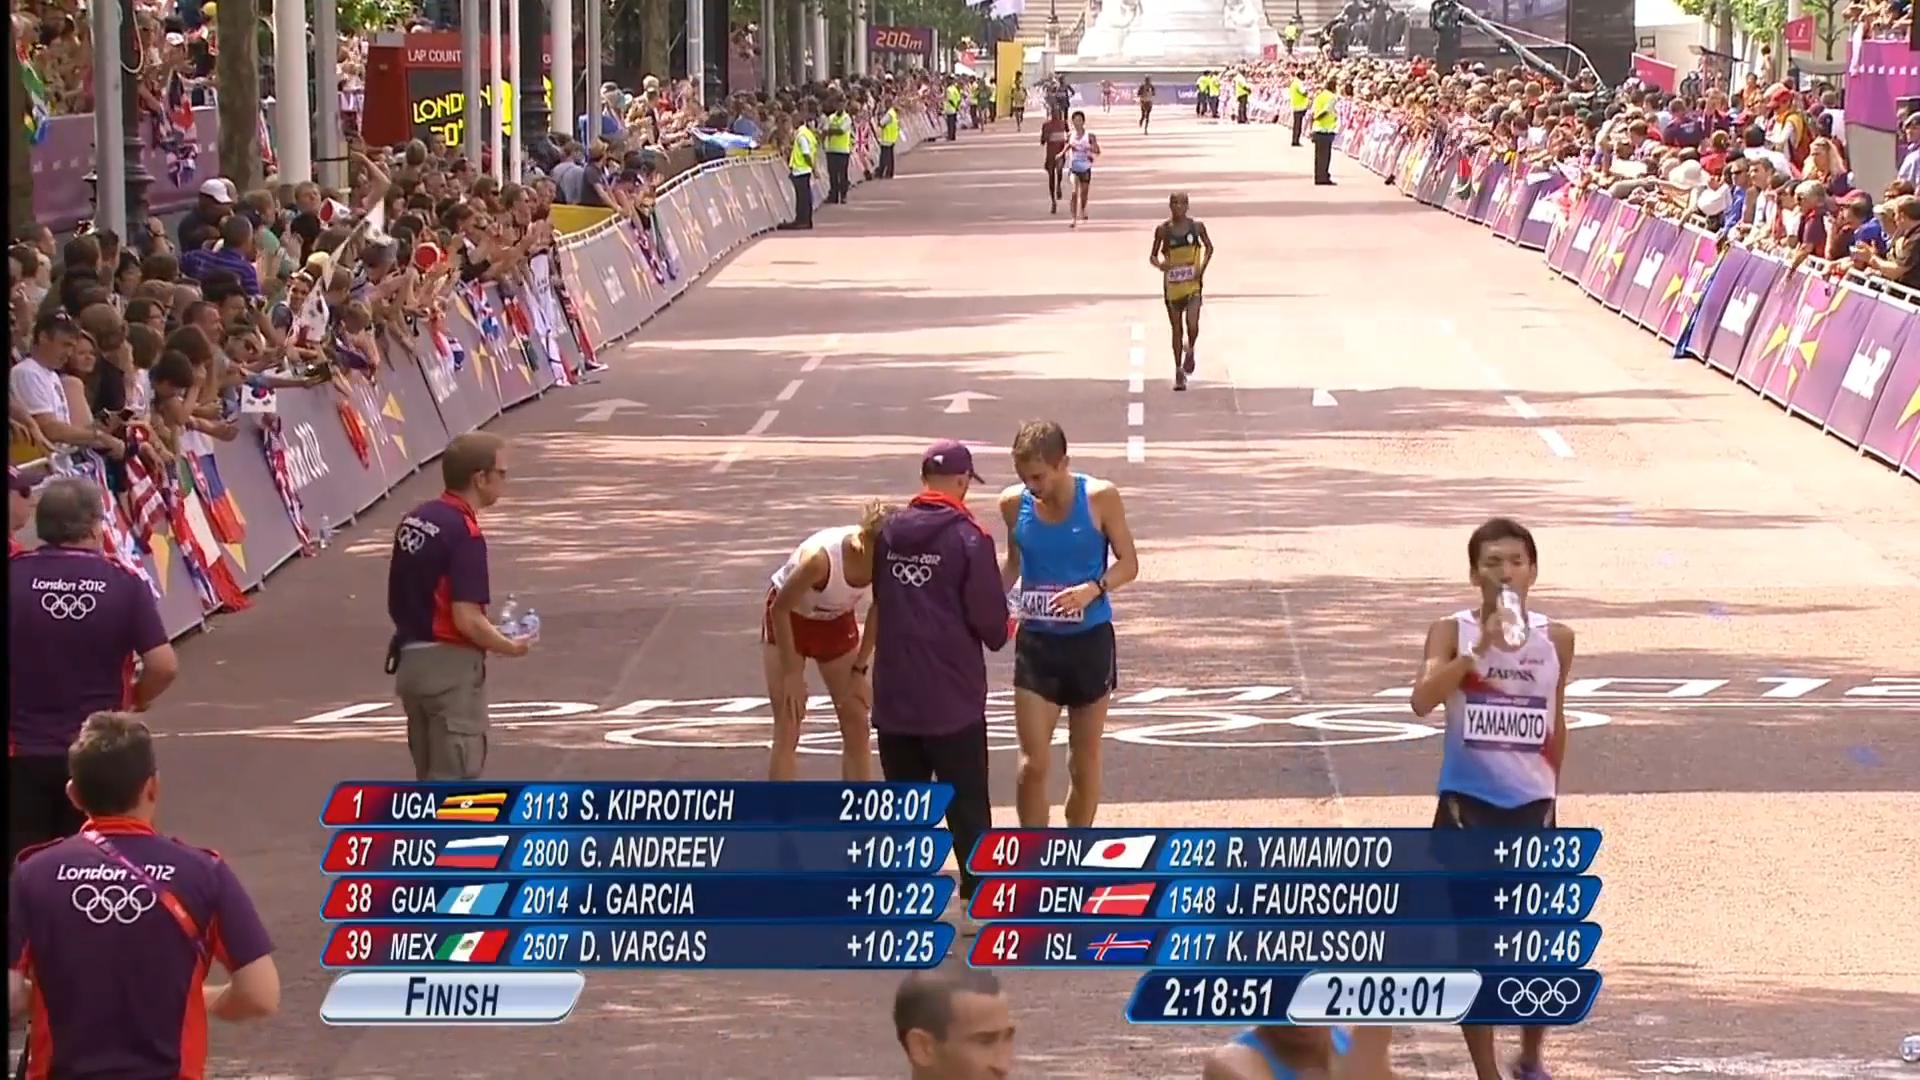 200m
LAP COUNT
LONDON
London 2012
London 2012
London 2012
London 2012
KARLSSON
JAPAN
YAMAMOTO
London 2012
1 UGA 3113 S. KIPROTICH 2:08:01
37 RUS 2800 G. ANDREEV +10:19
38 GUA 2014 J. GARCIA +10:22
39 MEX 2507 D. VARGAS +10:25
40 JPN 2242 R. YAMAMOTO +10:33
41 DEN 1548 J. FAURSCHOU +10:43
42 ISL 2117 K. KARLSSON +10:46
FINISH
2:18:51 2:08:01